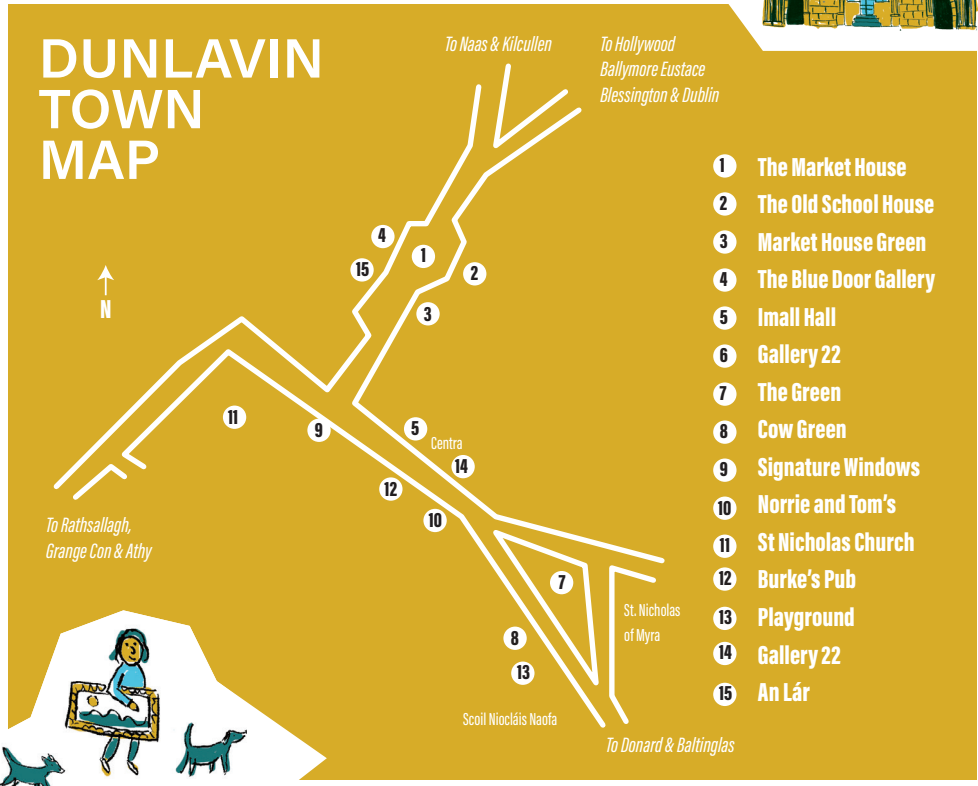 DUNLAVIN
TOWN
MAP
To Naas & Kilcullen
To Hollywood
Ballymore Eustace
Blessington & Dublin
N
4
1
15
2
3
11
9
5
Centra
14
12
10
To Rathsallagh,
Grange Con & Athy
7
St. Nicholas
of Myra
8
13
Scoil Niocláis Naofa
To Donard & Baltinglas
1 The Market House
2 The Old School House
3 Market House Green
4 The Blue Door Gallery
5 Imall Hall
6 Gallery 22
7 The Green
8 Cow Green
9 Signature Windows
10 Norrie and Tom's
11 St Nicholas Church
12 Burke's Pub
13 Playground
14 Gallery 22
15 An Lár